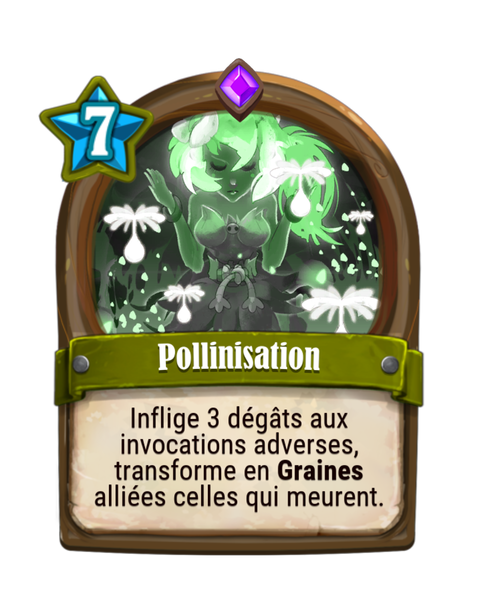 7
Pollinisation
Inflige 3 dégâts aux
invocations adverses,
transforme en Graines
alliées celles qui meurent.